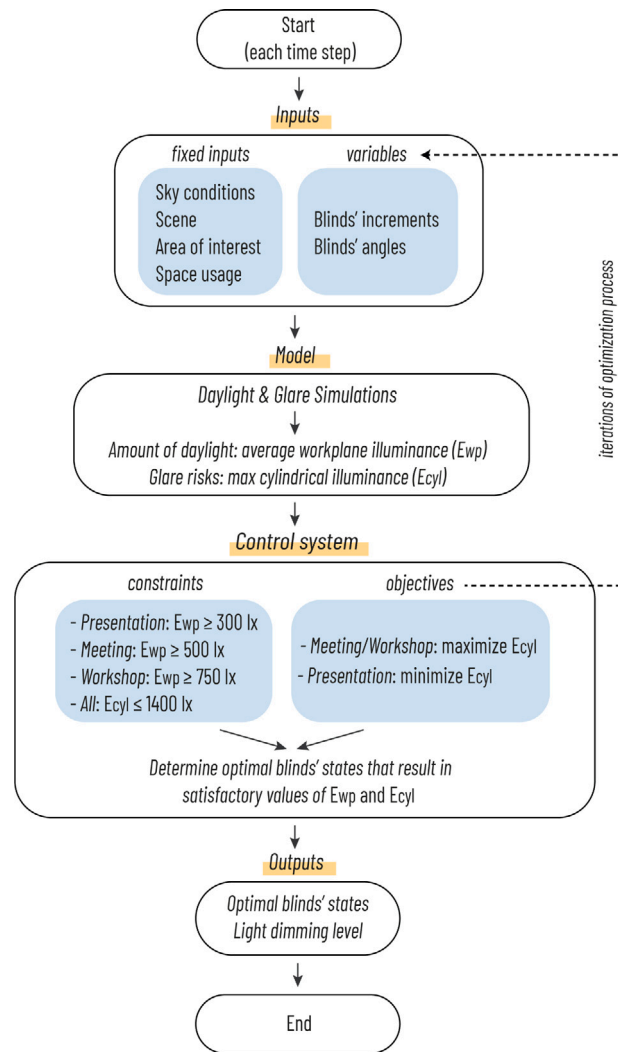 Start
(each time step)
Inputs
fixed inputs
Sky conditions
Scene
Area of interest
Space usage
variables
Blinds' increments
Blinds' angles
iterations of optimization process
Model
Daylight & Glare Simulations
Amount of daylight: average workplane illuminance (Ewp)
Glare risks: max cylindrical illuminance (Ecyl)
Control system
constraints
- Presentation: Ewp ≥ 300 lx
- Meeting: Ewp ≥ 500 lx
- Workshop: Ewp ≥ 750 lx
- All: Ecyl ≤ 1400 lx
objectives
- Meeting/Workshop: maximize Ecyl
- Presentation: minimize Ecyl
Determine optimal blinds' states that result in
satisfactory values of Ewp and Ecyl
Outputs
Optimal blinds' states
Light dimming level
End